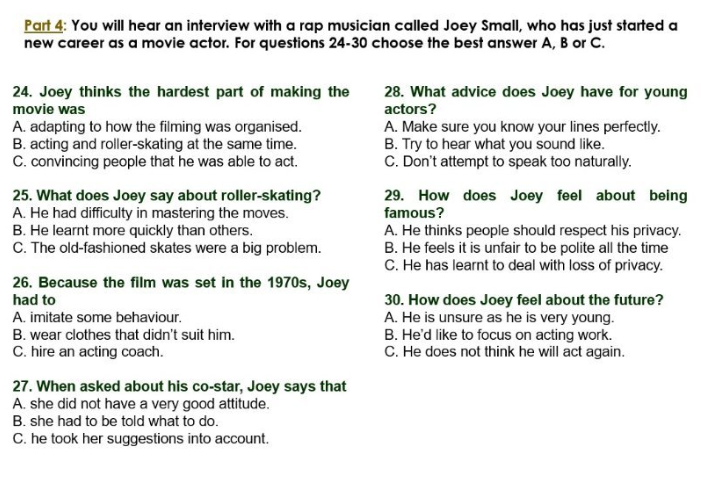 Part 4: You will hear an interview with a rap musician called Joey Small, who has just started a
new career as a movie actor. For questions 24-30 choose the best answer A, B or C.
24. Joey thinks the hardest part of making the
movie was
A. adapting to how the filming was organised.
B. acting and roller-skating at the same time.
C. convincing people that he was able to act.
25. What does Joey say about roller-skating?
A. He had difficulty in mastering the moves.
B. He learnt more quickly than others.
C. The old-fashioned skates were a big problem.
26. Because the film was set in the 1970s, Joey
had to
A. imitate some behaviour.
B. wear clothes that didn't suit him.
C. hire an acting coach.
27. When asked about his co-star, Joey says that
A. she did not have a very good attitude.
B. she had to be told what to do.
C. he took her suggestions into account.
28. What advice does Joey have for young
actors?
A. Make sure you know your lines perfectly.
B. Try to hear what you sound like.
C. Don't attempt to speak too naturally.
29. How does Joey feel about being
famous?
A. He thinks people should respect his privacy.
B. He feels it is unfair to be polite all the time
C. He has learnt to deal with loss of privacy.
30. How does Joey feel about the future?
A. He is unsure as he is very young.
B. He'd like to focus on acting work.
C. He does not think he will act again.